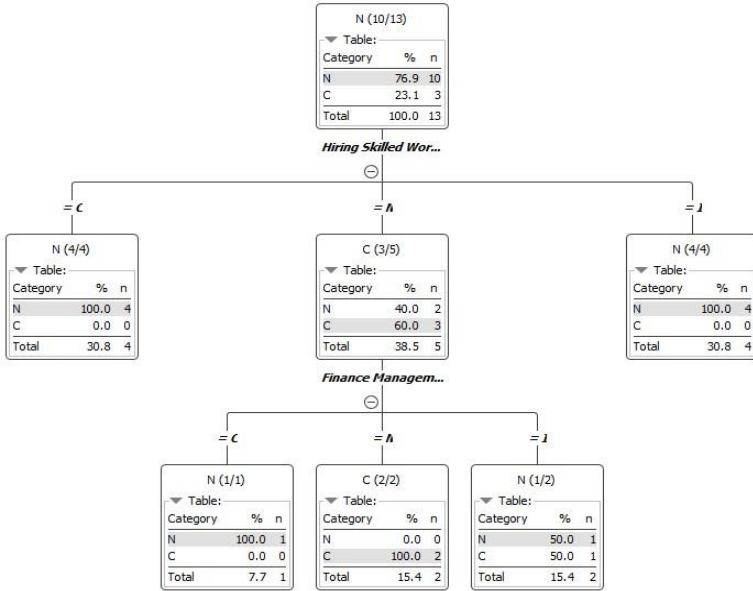 N (10/13)
Table:
Category % n
N 76.9 10
C 23.1 3
Total 100.0 13
Hiring Skilled Wor...
= C
= N
= I
N (4/4)
Table:
Category % n
N 100.0 4
C 0.0 0
Total 30.8 4
C (3/5)
Table:
Category % n
N 40.0 2
C 60.0 3
Total 38.5 5
N (4/4)
Table:
Category % n
N 100.0 4
C 0.0 0
Total 30.8 4
Finance Managem...
= C
= N
= I
N (1/1)
Table:
Category % n
N 100.0 1
C 0.0 0
Total 7.7 1
C (2/2)
Table:
Category % n
N 0.0 0
C 100.0 2
Total 15.4 2
N (1/2)
Table:
Category % n
N 50.0 1
C 50.0 1
Total 15.4 2